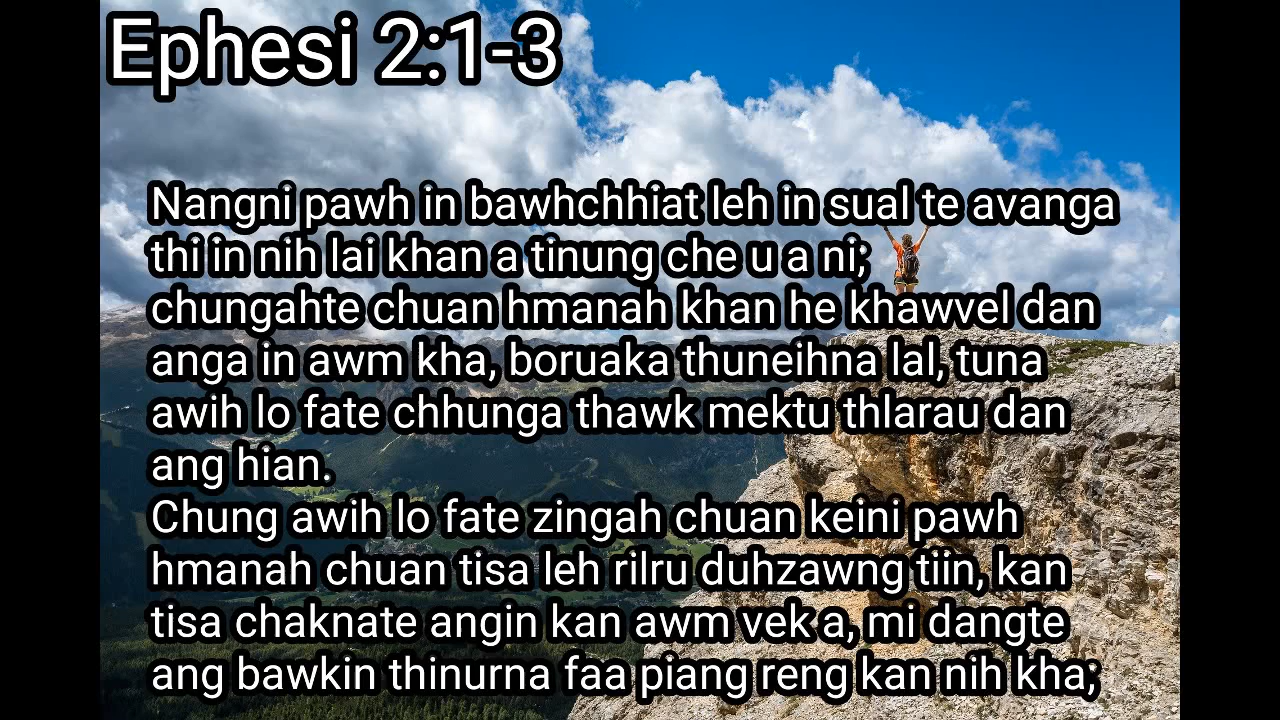 Ephesi 2:1-3
Nangni pawh in bawhchhiat leh in sual te avanga
thi in nih lai khan a tinung che u a ni;
chungahte chuan hmanah khan he khawvel dan
anga in awm kha, boruaka thuneihna lal, tuna
awih lo fate chhunga thawk mektu thlarau dan
ang hian.
Chung awih lo fate zingah chuan keini pawh
hmanah chuan tisa leh rilru duhzawng tiin, kan
tisa chaknate angin kan awm vek a, mi dangte
ang bawkin thinurna faa piang reng kan nih kha;